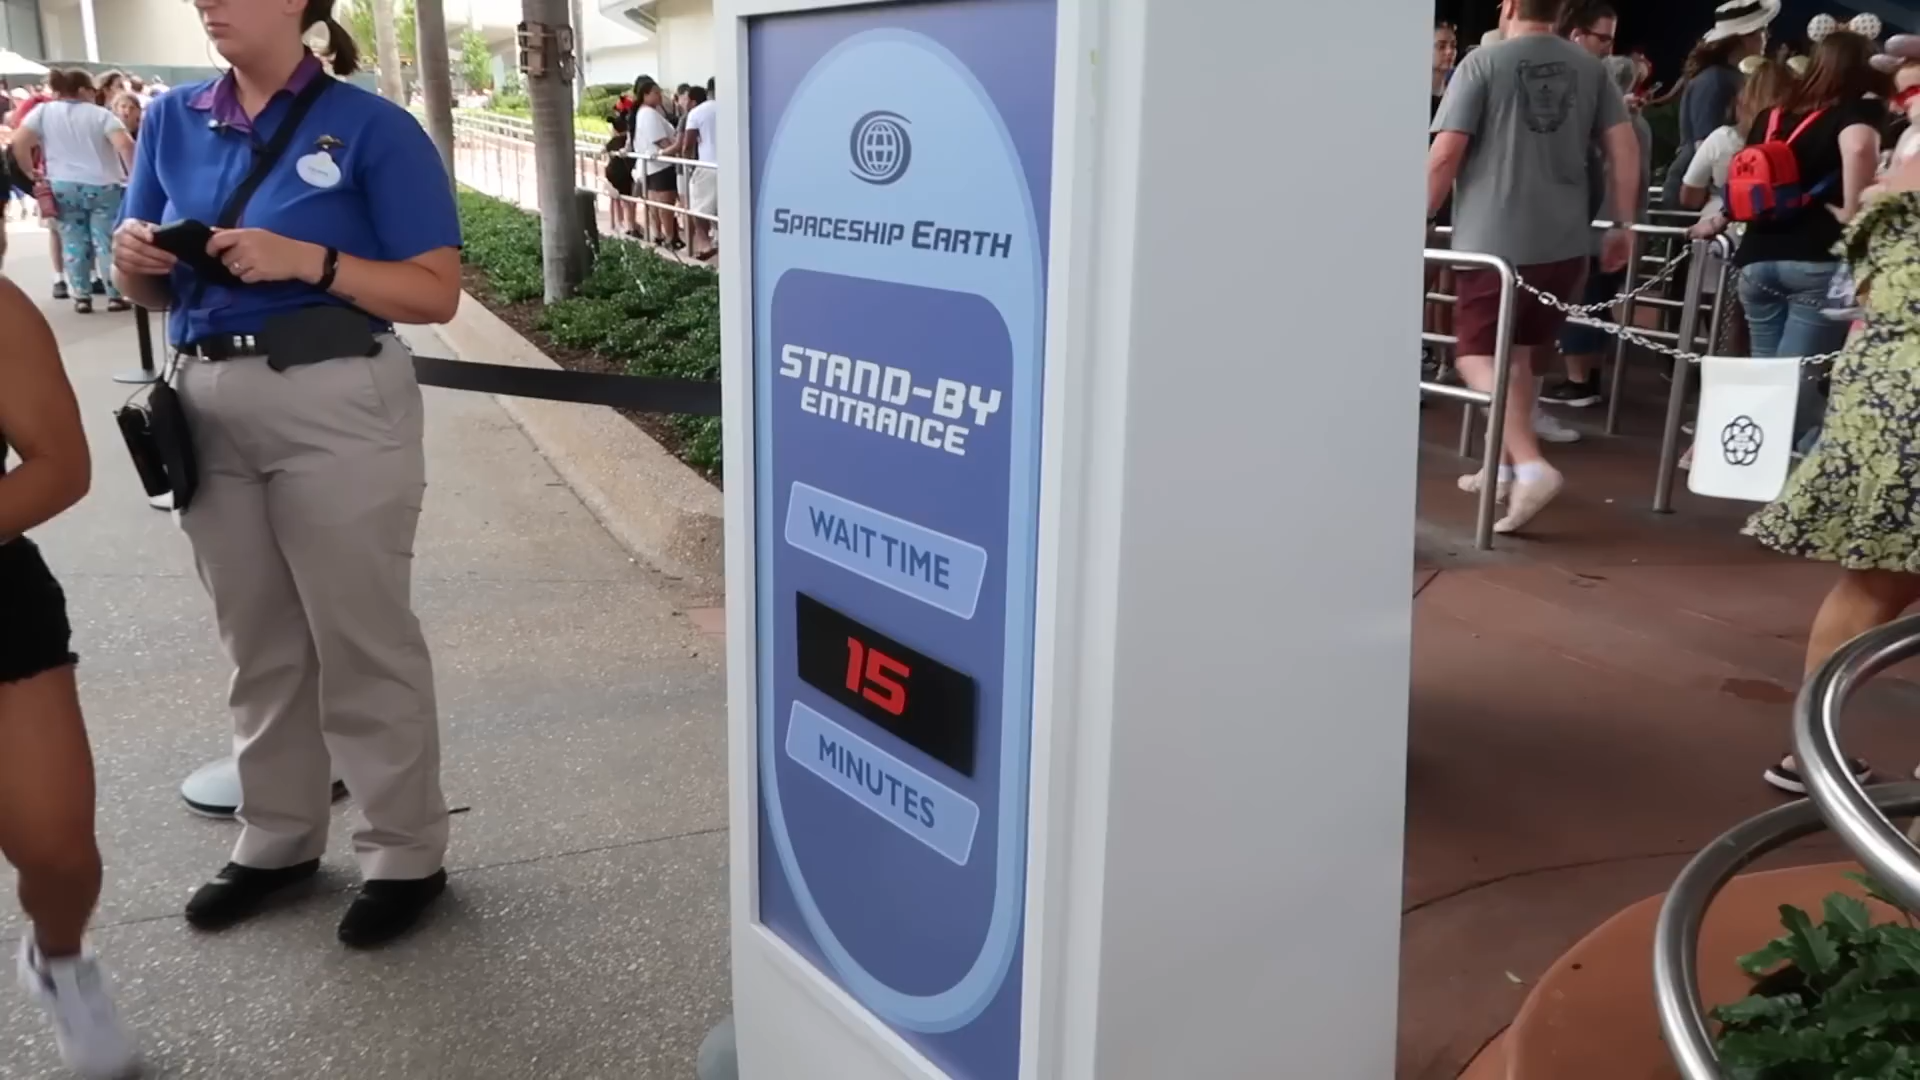 SPACESHIP EARTH
STAND-BY
ENTRANCE
WAIT TIME
15
MINUTES